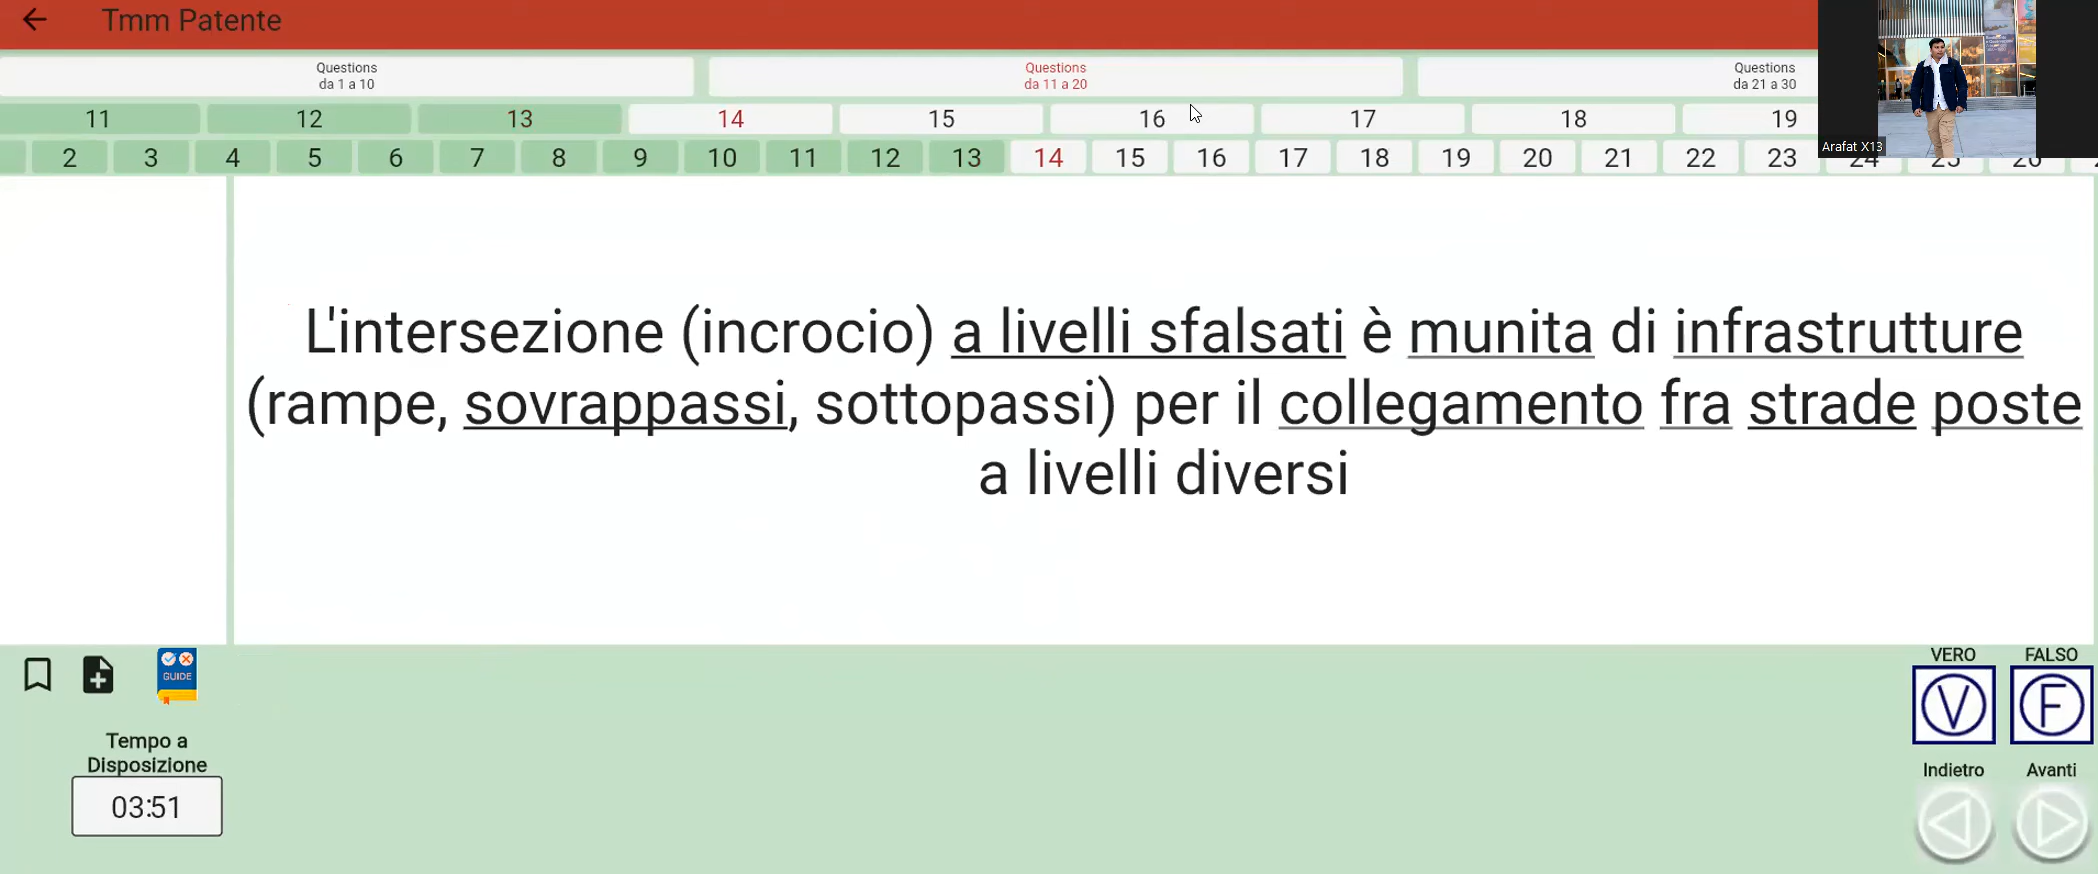 Tmm Patente
Questions
da 1 a 10
Questions
da 11 a 20
Questions
da 21 a 30
11 12 13 14 15 16 17 18 19
2 3 4 5 6 7 8 9 10 11 12 13 14 15 16 17 18 19 20 21 22 23 24 25 26
Arafat X13
L'intersezione (incrocio) a livelli sfalsati è munita di infrastrutture
(rampe, sovrappassi, sottopassi) per il collegamento fra strade poste
a livelli diversi
GUIDE
Tempo a
Disposizione
03:51
VERO FALSO
V F
Indietro Avanti